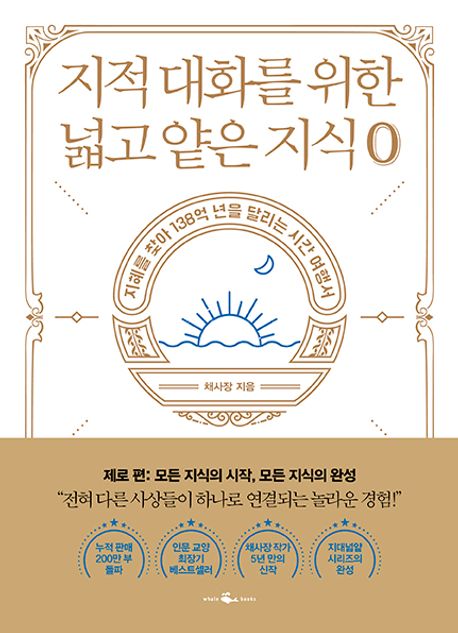 지적 대화를 위한
넓고 얕은 지식 0
지혜를 찾아 138억 년을 달리는 시간 여행서
채사장 지음
제로 편: 모든 지식의 시작, 모든 지식의 완성
“전혀 다른 사상들이 하나로 연결되는 놀라운 경험!”
누적 판매
200만 부
돌파
인문 교양
최장기
베스트셀러
채사장 작가
5년 만의
신작
지대넓얕
시리즈의
완성
whale books